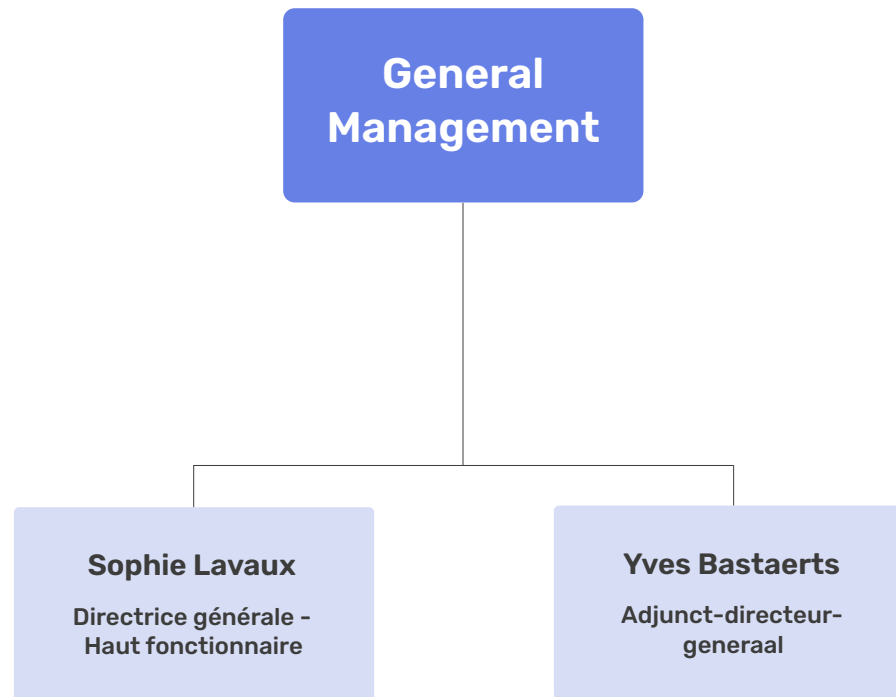 General
Management
Sophie Lavaux
Directrice générale -
Haut fonctionnaire
Yves Bastaerts
Adjunct-directeur-
generaal